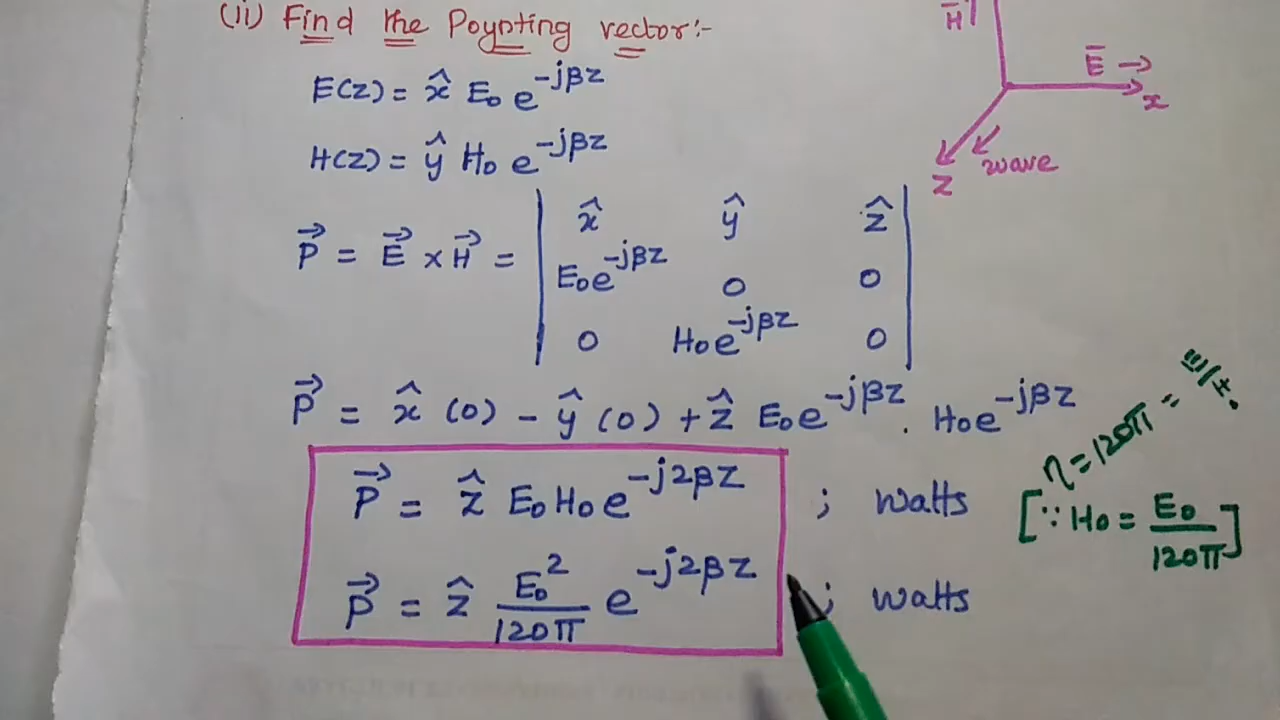 (ii) Find the Poynting vector:-
H̄↑
Ē →
x
E(z) = x̂ E₀ e^{-jβz}
H(z) = ŷ H₀ e^{-jβz}
wave
z
x̂ ŷ ẑ
P⃗ = E⃗ × H⃗ = E₀e^{-jβz} 0 0
0 H₀e^{-jβz} 0
P⃗ = x̂ (0) - ŷ (0) + ẑ E₀e^{-jβz} . H₀e^{-jβz}
P⃗ = ẑ E₀H₀e^{-j2βz} ; watts
η = 120π =
[∵ H₀ = E₀/120π]
P⃗ = ẑ E₀²/120π e^{-j2βz} ; watts